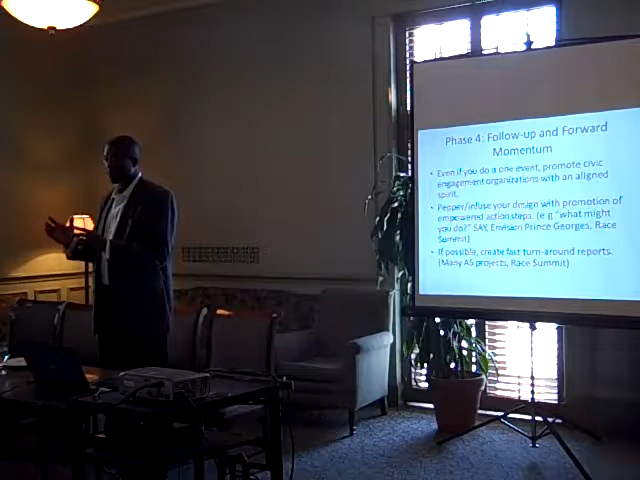 Phase 4: Follow-up and Forward
Momentum
• Even if you do a one event, promote civic
engagement organizations with an aligned
spirit.
• Pepper/infuse your design with promotion of
empowered action steps. (e.g "what might
you do?" SAY, Envision Prince Georges, Race
Summit)
• If possible, create fast turn-around reports.
(Many AS projects, Race Summit)